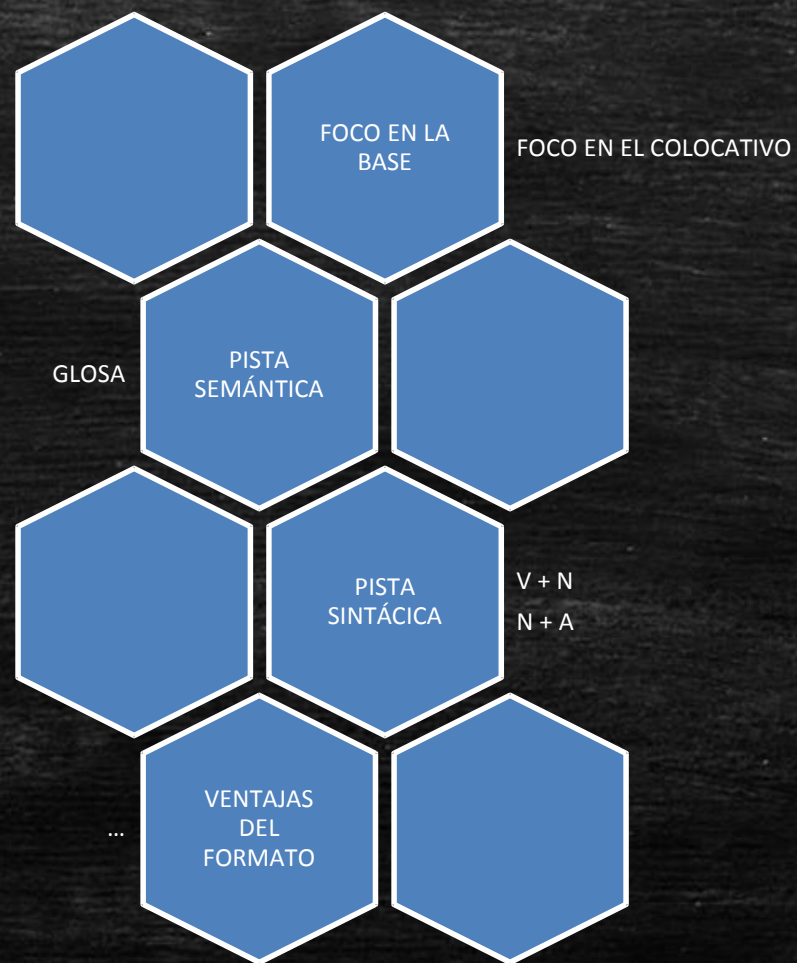 FOCO EN LA
BASE
FOCO EN EL COLOCATIVO
GLOSA
PISTA
SEMÁNTICA
PISTA
SINTÁCICA
V + N
N + A
...
VENTAJAS
DEL
FORMATO